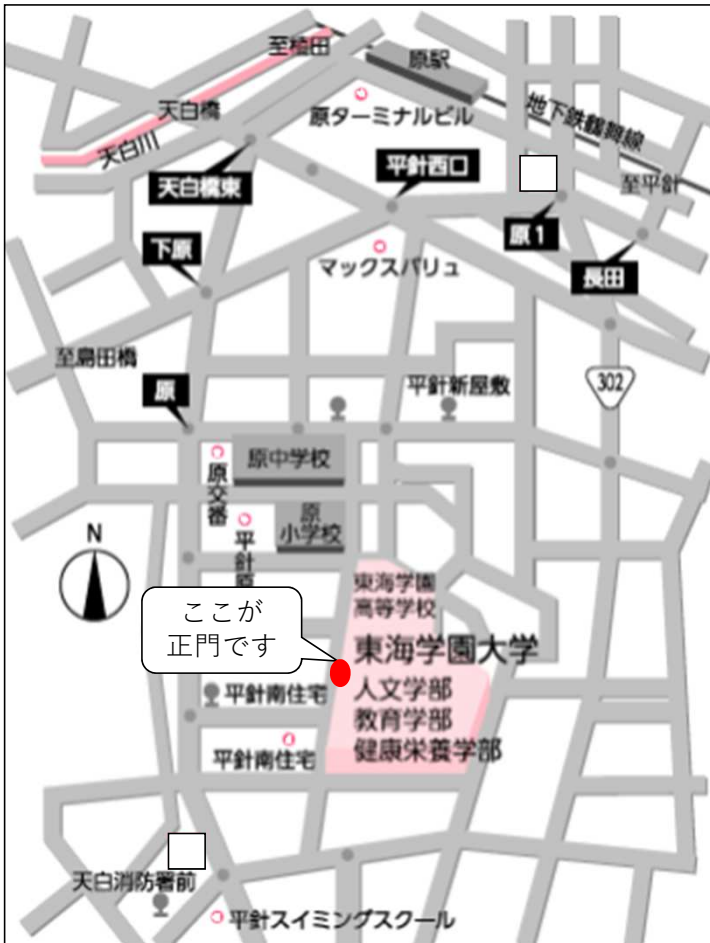 至植田
原駅
天白橋
原ターミナルビル
地下鉄鶴舞線
天白川
平針西口
天白橋東
至平針
原1
下原
マックスバリュ
長田
至島田橋
302
平針新屋敷
原
原中学校
原交番
原
小学校
N
平針原
東海学園
高等学校
ここが
正門です
東海学園大学
人文学部
平針南住宅
教育学部
健康栄養学部
平針南住宅
天白消防署前
平針スイミングスクール